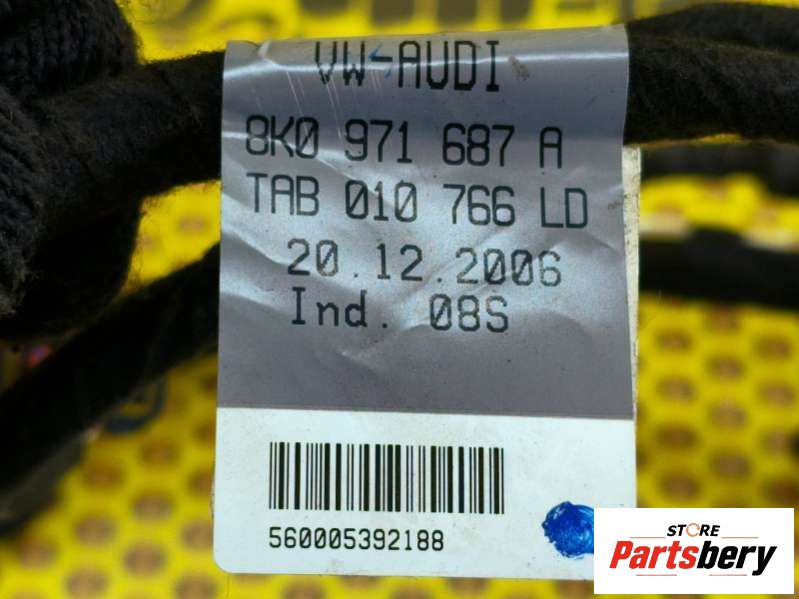 VW-AUDI
8K0 971 687 A
TAB 010 766 LD
20.12.2006
Ind. 08S
560005392188
STORE
Partsbery